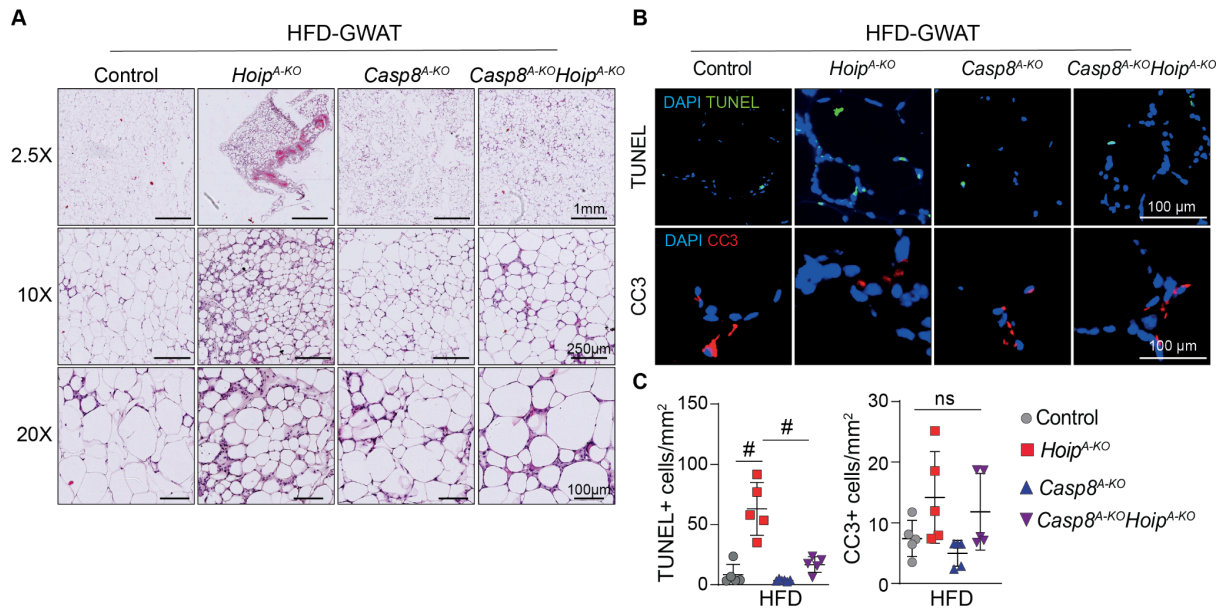 A
HFD-GWAT
Control Hoip^A-KO Casp8^A-KO Casp8^A-KO Hoip^A-KO
2.5X
1mm
10X
250µm
20X
100µm
B
HFD-GWAT
Control Hoip^A-KO Casp8^A-KO Casp8^A-KO Hoip^A-KO
TUNEL
DAPI TUNEL
100 µm
CC3
DAPI CC3
100 µm
C
TUNEL+ cells/mm²
150
100
50
0
# #
HFD
CC3+ cells/mm²
30
20
10
0
ns
HFD
Control
Hoip^A-KO
Casp8^A-KO
Casp8^A-KO Hoip^A-KO